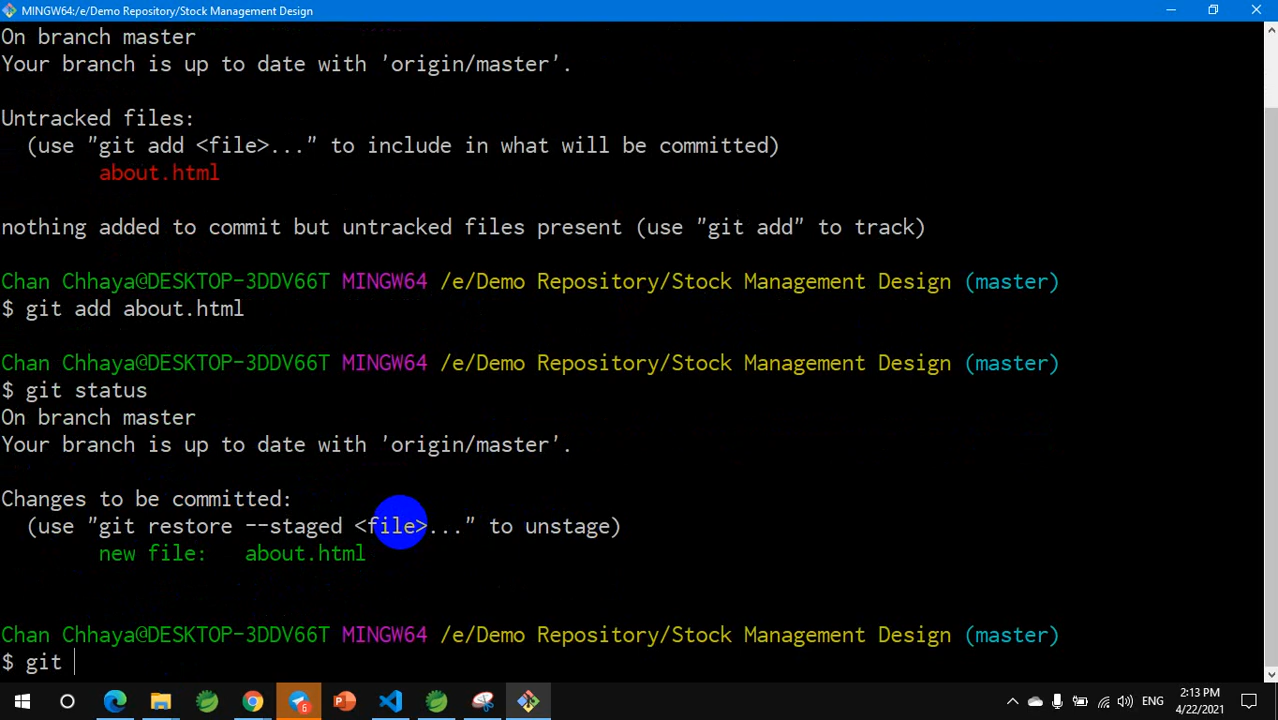 MINGW64:/e/Demo Repository/Stock Management Design
On branch master
Your branch is up to date with 'origin/master'.
Untracked files:
(use "git add <file>..." to include in what will be committed)
about.html
nothing added to commit but untracked files present (use "git add" to track)
Chan Chhaya@DESKTOP-3DDV66T MINGW64 /e/Demo Repository/Stock Management Design (master)
$ git add about.html
Chan Chhaya@DESKTOP-3DDV66T MINGW64 /e/Demo Repository/Stock Management Design (master)
$ git status
On branch master
Your branch is up to date with 'origin/master'.
Changes to be committed:
(use "git restore --staged <file>..." to unstage)
new file:   about.html
Chan Chhaya@DESKTOP-3DDV66T MINGW64 /e/Demo Repository/Stock Management Design (master)
$ git
6
ENG
2:13 PM
4/22/2021